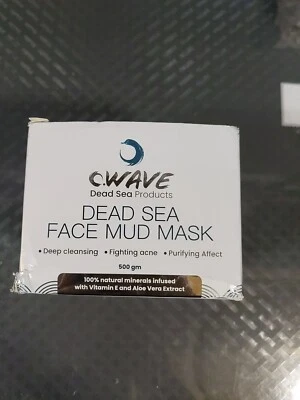 O.WAVE
Dead Sea Products
DEAD SEA
FACE MUD MASK
• Deep cleansing • Fighting acne • Purifying Affect
500 gm
100% natural minerals infused
with Vitamin E and Aloe Vera Extract